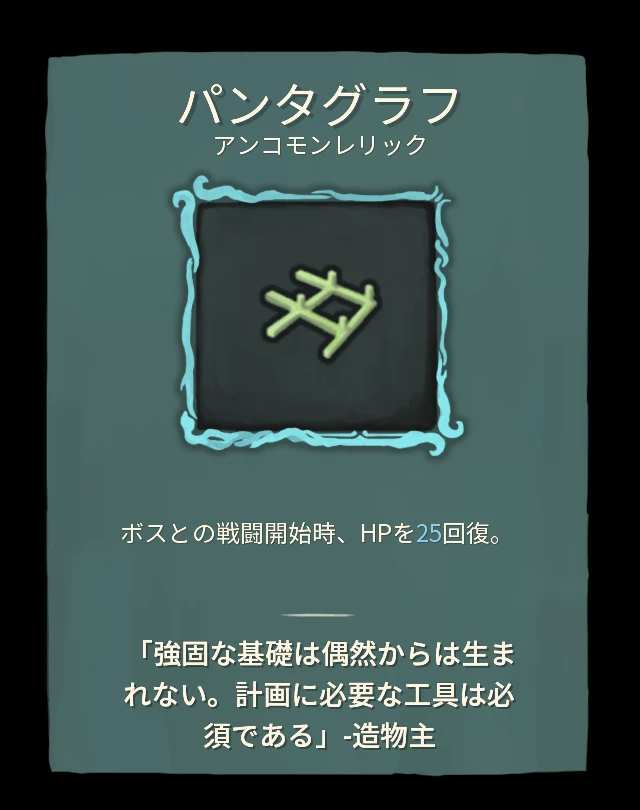 パンタグラフ
アンコモンレリック
ボスとの戦闘開始時、HPを25回復。
「強固な基礎は偶然からは生ま
れない。計画に必要な工具は必
須である」-造物主